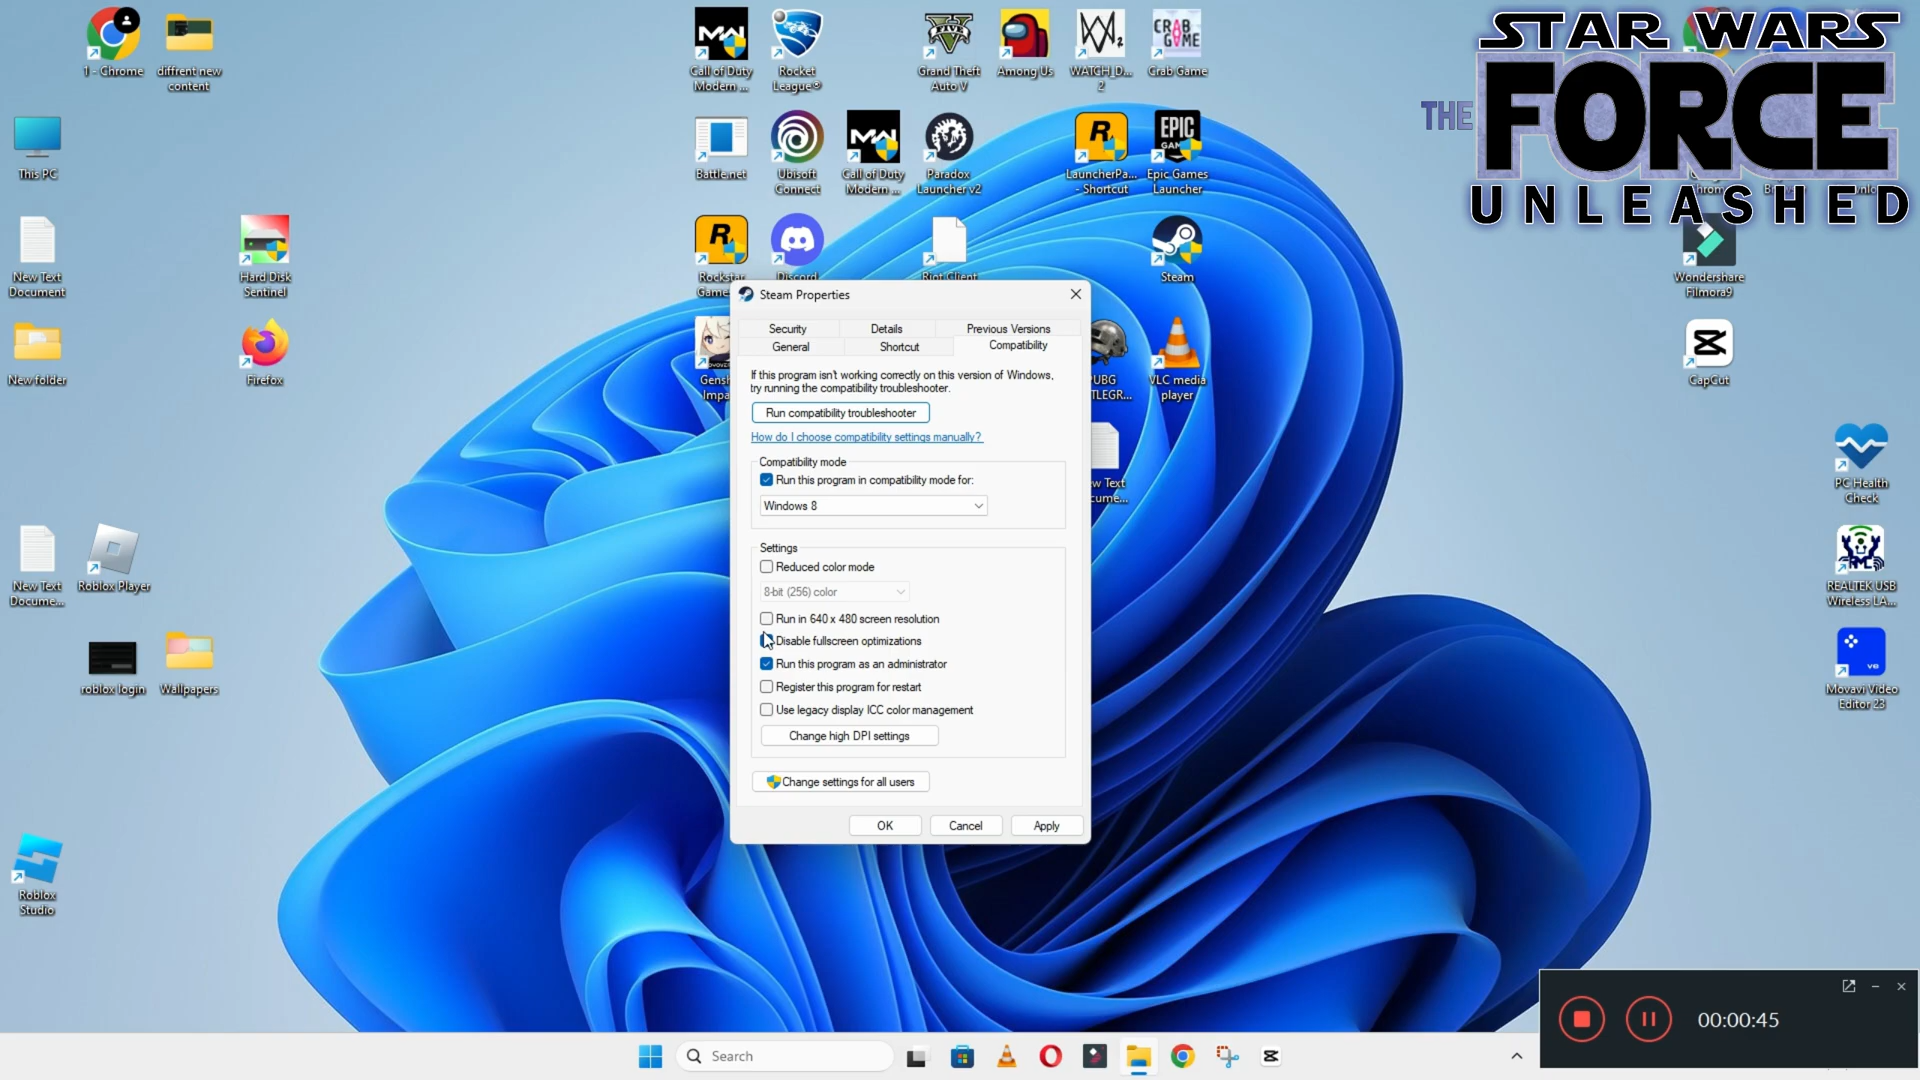 1 - Chrome
diffrent new
content
Call of Duty
Modern ...
Rocket
League®
Grand Theft
Auto V
Among Us
WATCH_D...
2
Crab Game
STAR WARS
THE FORCE
UNLEASHED
This PC
Battle.net
Ubisoft
Connect
Call of Duty
Modern ...
Paradox
Launcher v2
LauncherPa...
- Shortcut
Epic Games
Launcher
New Text
Document
Hard Disk
Sentinel
Rockstar
Game
Discord
Riot Client
Steam
Wondershare
Filmora9
New folder
Firefox
Gensh
Impa
PUBG
TLEGR...
VLC media
player
CapCut
Steam Properties
Security
Details
Previous Versions
General
Shortcut
Compatibility
If this program isn't working correctly on this version of Windows,
try running the compatibility troubleshooter.
Run compatibility troubleshooter
How do I choose compatibility settings manually?
Compatibility mode
Run this program in compatibility mode for:
Windows 8
Settings
Reduced color mode
8-bit (256) color
Run in 640 x 480 screen resolution
Disable fullscreen optimizations
Run this program as an administrator
Register this program for restart
Use legacy display ICC color management
Change high DPI settings
Change settings for all users
OK
Cancel
Apply
w Text
cume...
PC Health
Check
New Text
Docume...
Roblox Player
REALTEK USB
Wireless LA...
roblox login
Wallpapers
Movavi Video
Editor 23
Roblox
Studio
00:00:45
Search